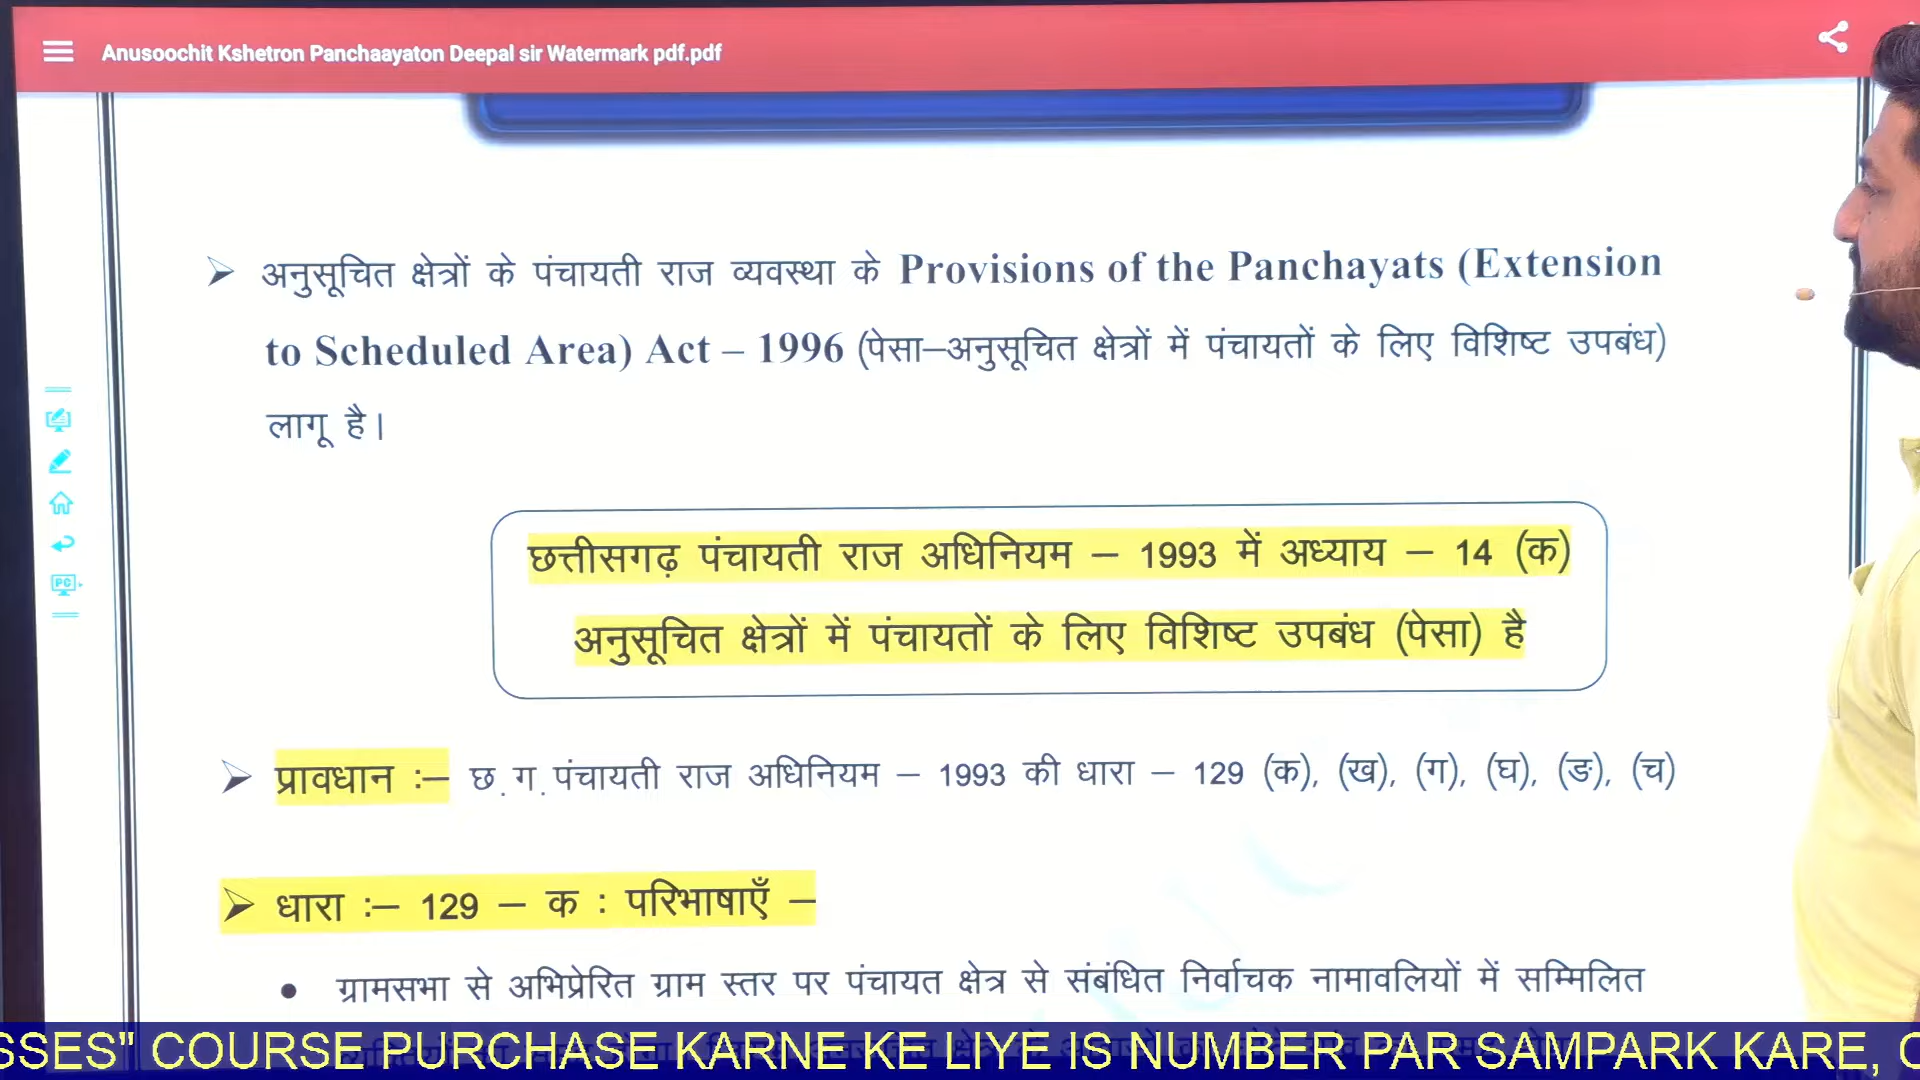 Anusoochit Kshetron Panchaayaton Deepal sir Watermark pdf.pdf
➢ अनुसूचित क्षेत्रों के पंचायती राज व्यवस्था के Provisions of the Panchayats (Extension
to Scheduled Area) Act – 1996 (पेसा–अनुसूचित क्षेत्रों में पंचायतों के लिए विशिष्ट उपबंध)
लागू है।
छत्तीसगढ़ पंचायती राज अधिनियम – 1993 में अध्याय – 14 (क)
अनुसूचित क्षेत्रों में पंचायतों के लिए विशिष्ट उपबंध (पेसा) है
➢ प्रावधान :– छ.ग.पंचायती राज अधिनियम – 1993 की धारा – 129 (क), (ख), (ग), (घ), (ङ), (च)
➢ धारा :– 129 – क : परिभाषाएँ –
• ग्रामसभा से अभिप्रेरित ग्राम स्तर पर पंचायत क्षेत्र से संबंधित निर्वाचक नामावलियों में सम्मिलित
SSES" COURSE PURCHASE KARNE KE LIYE IS NUMBER PAR SAMPARK KARE, C
PC